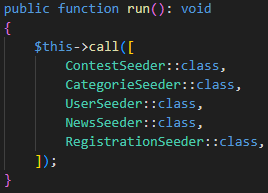 public function run(): void
{
    $this->call([
        ContestSeeder::class,
        CategorieSeeder::class,
        UserSeeder::class,
        NewsSeeder::class,
        RegistrationSeeder::class,
    ]);
}